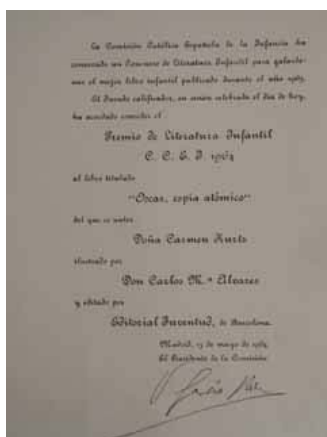 La Comisión Católica Española de la Infancia ha
convocado un Concurso de Literatura Infantil para galardo-
nar el mejor libro infantil publicado durante el año 1963.
El Jurado calificador, en sesión celebrada el día de hoy,
ha acordado conceder el
Premio de Literatura Infantil
C. C. E. I. 1964
al libro titulado
"Oscar, espía atómico"
del que es autor
Doña Carmen Kurtz
ilustrado por
Don Carlos M.ª Alvarez
y editado por
Editorial Juventud, de Barcelona.
Madrid, 13 de mayo de 1964.
El Presidente de la Comisión: